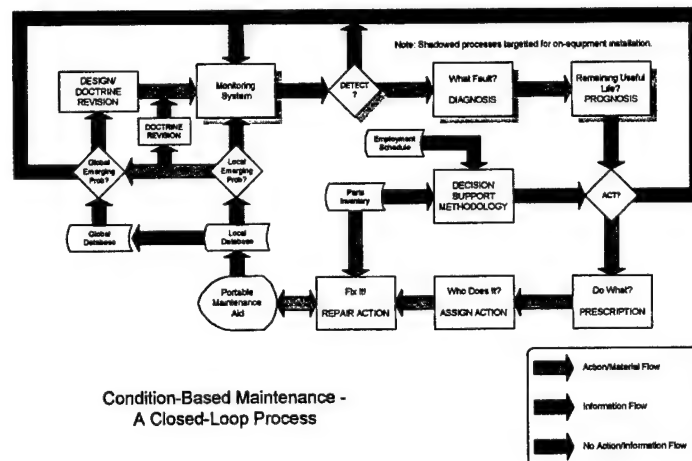 Note: Shadowed processes targetted for on-equipment installation.
DESIGN/
DOCTRINE
REVISION
Monitoring
System
DETECT
?
What Fault?
DIAGNOSIS
Remaining Useful
Life?
PROGNOSIS
DOCTRINE
REVISION
Employment
Schedule
Global
Emerging
Prob?
Local
Emerging
Prob?
Parts
Inventory
DECISION
SUPPORT
METHODOLOGY
ACT?
Global
Database
Local
Database
Portable
Maintenance
Aid
Fix It!
REPAIR ACTION
Who Does It?
ASSIGN ACTION
Do What?
PRESCRIPTION
Condition-Based Maintenance -
A Closed-Loop Process
Action/Material Flow
Information Flow
No Action/Information Flow